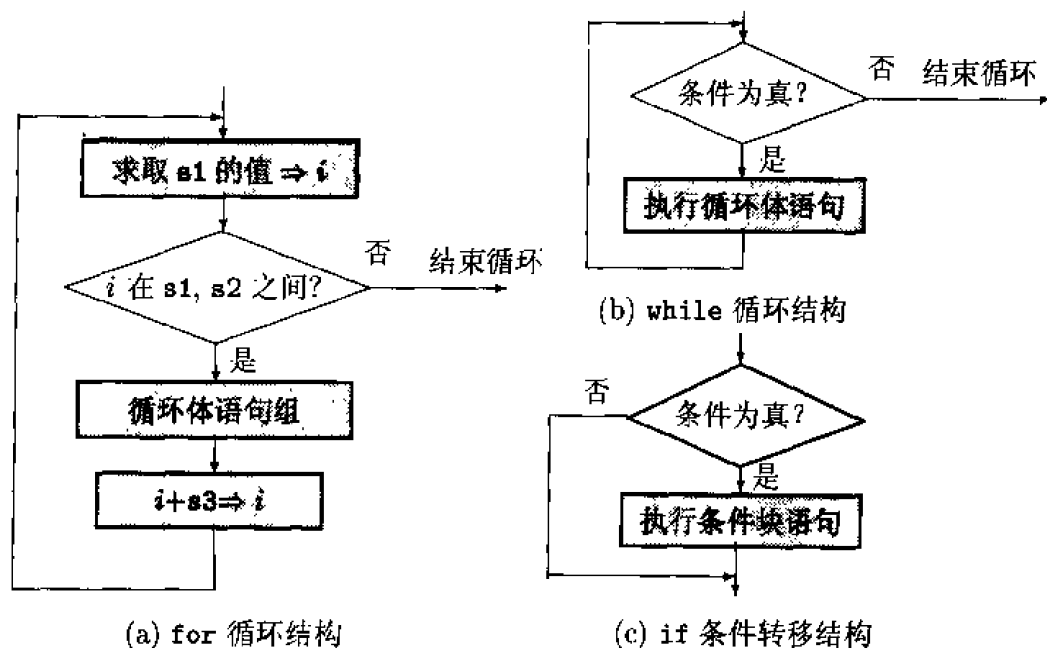 求取 s1 的值 ⇒ i
i 在 s1, s2 之间?
否
结束循环
是
循环体语句组
i+s3⇒ i
(a) for 循环结构
条件为真?
否
结束循环
是
执行循环体语句
(b) while 循环结构
否
条件为真?
是
执行条件块语句
(c) if 条件转移结构